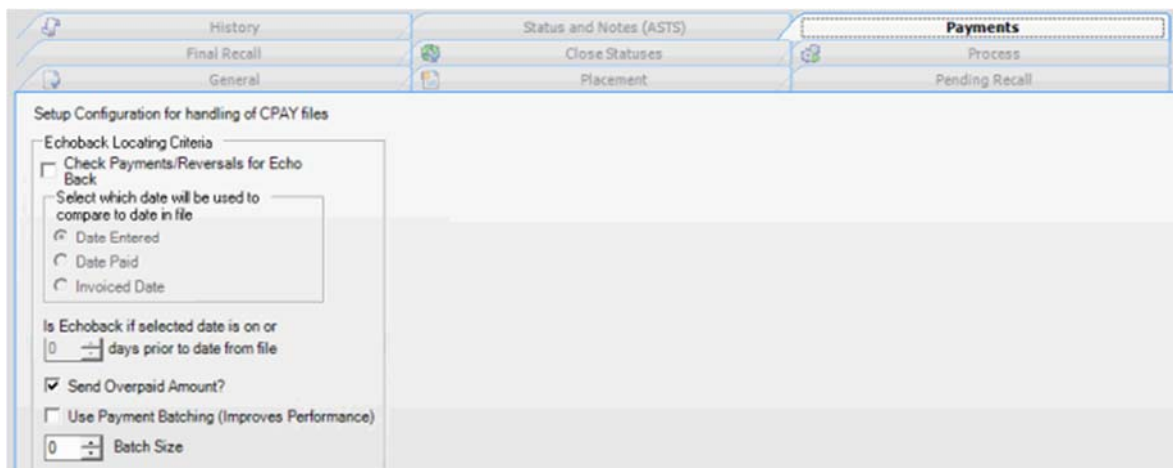 History Status and Notes (ASTS) Payments
Final Recall Close Statuses Process
General Placement Pending Recall
Setup Configuration for handling of CPAY files
Echoback Locating Criteria
Check Payments/Reversals for Echo
Back
Select which date will be used to
compare to date in file
Date Entered
Date Paid
Invoiced Date
Is Echoback if selected date is on or
0 days prior to date from file
Send Overpaid Amount?
Use Payment Batching (Improves Performance)
0 Batch Size